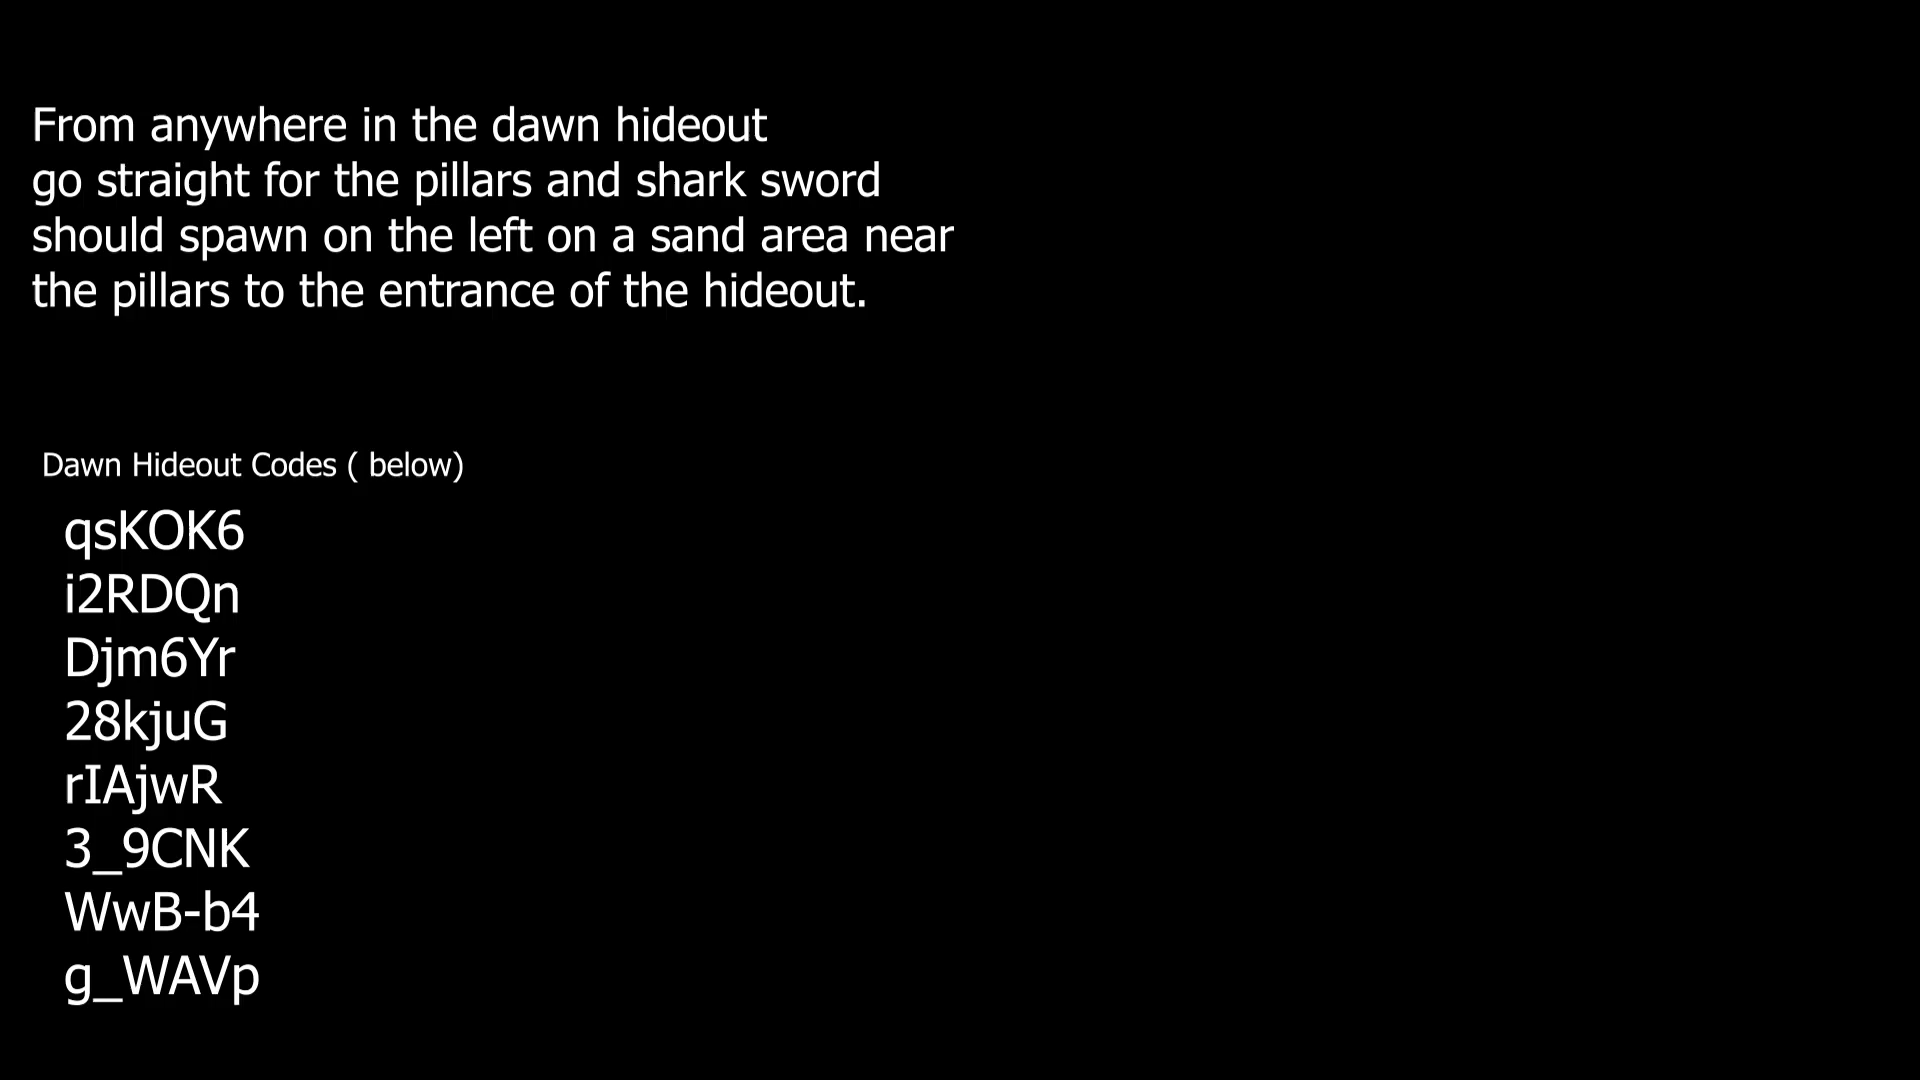 From anywhere in the dawn hideout
go straight for the pillars and shark sword
should spawn on the left on a sand area near
the pillars to the entrance of the hideout.
Dawn Hideout Codes ( below)
qsKOK6
i2RDQn
Djm6Yr
28kjuG
rIAjwR
3_9CNK
WwB-b4
g_WAVp